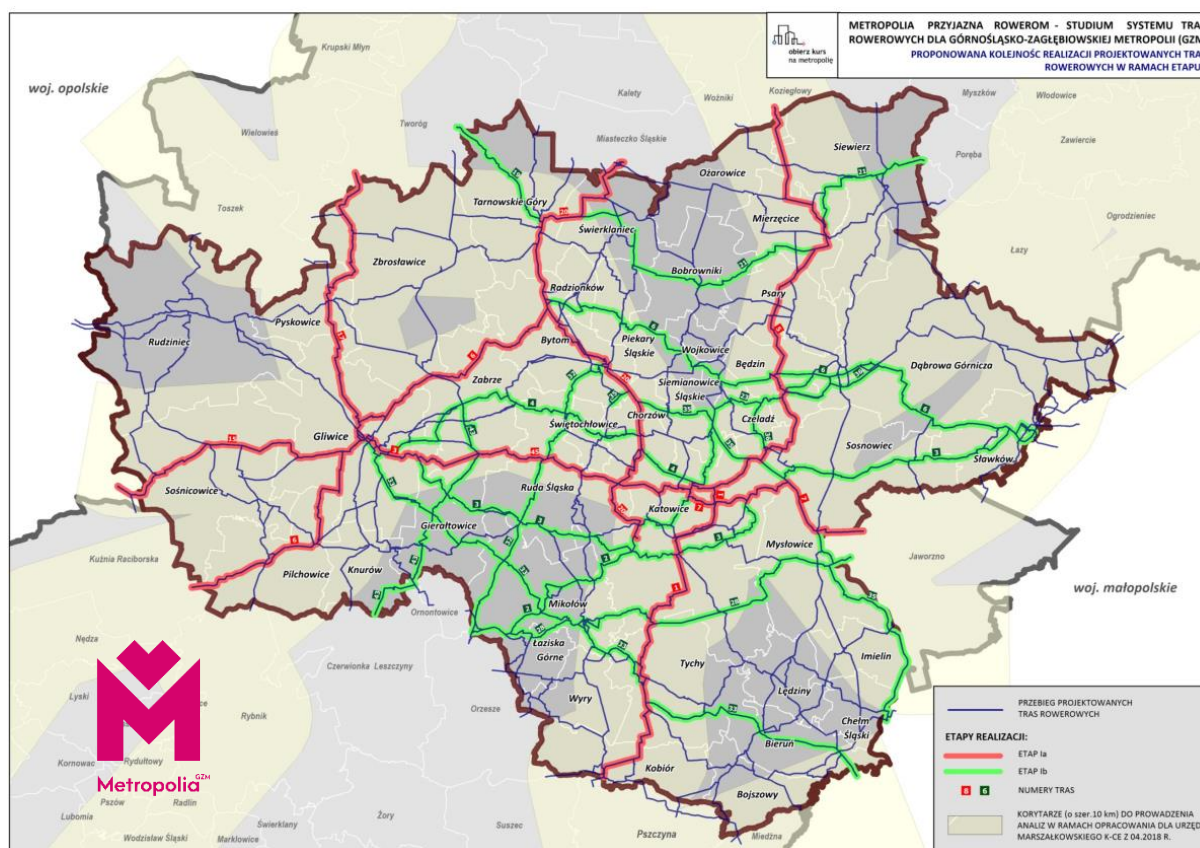 obierz kurs
na metropolię
METROPOLIA PRZYJAZNA ROWEROM - STUDIUM SYSTEMU TRA
ROWEROWYCH DLA GÓRNOŚLĄSKO-ZAGŁĘBIOWSKIEJ METROPOLII (GZM
PROPONOWANA KOLEJNOŚC REALIZACJI PROJEKTOWANYCH TRA
ROWEROWYCH W RAMACH ETAPU
woj. opolskie
Krupski Młyn
Kalaty
Woźniki
Koziegłowy
Myszków
Włodowice
Wielowieś
Tworóg
Miasteczko Śląskie
Siewierz
Zawiercie
Poręba
Ożarowice
Toszek
Tarnowskie Góry
Mierzęcice
Ogrodzieniec
Świerklaniec
Łazy
Zbrosławice
Bobrowniki
Radzionków
Psary
Pyskowice
Rudziniec
Bytom
Piekary
Śląskie
Wojkowice
Będzin
Dąbrowa Górnicza
Zabrze
Siemianowice
Śląskie
Chorzów
Czeladź
Świętochłowice
Gliwice
Sosnowiec
Sławków
Sośnicowice
Ruda Śląska
Katowice
Gierałtowice
Mysłowice
Kuźnia Raciborska
Jaworzno
Pilchowice
Knurów
woj. małopolskie
Ornontowice
Mikołów
Nędza
Łaziska
Górne
Tychy
Imielin
Czerwionka Leszczyny
Lędziny
Lyski
Rybnik
Orzesze
Wyry
Chełm
Śląski
Bieruń
Kornowac
Rydułtowy
Kobiór
Bojszowy
Metropolia GZM
Pszów
Radlin
Lubomia
Świerklany
Żory
Suszec
Pszczyna
Miedźna
Wodzisław Śląski
Marklowice
PRZEBIEG PROJEKTOWANYCH
TRAS ROWEROWYCH
ETAPY REALIZACJI:
ETAP Ia
ETAP Ib
8 6 NUMERY TRAS
KORYTARZE (o szer.10 km) DO PROWADZENIA
ANALIZ W RAMACH OPRACOWANIA DLA URZĘD
MARSZAŁKOWSKIEGO K-CE Z 04.2018 R.